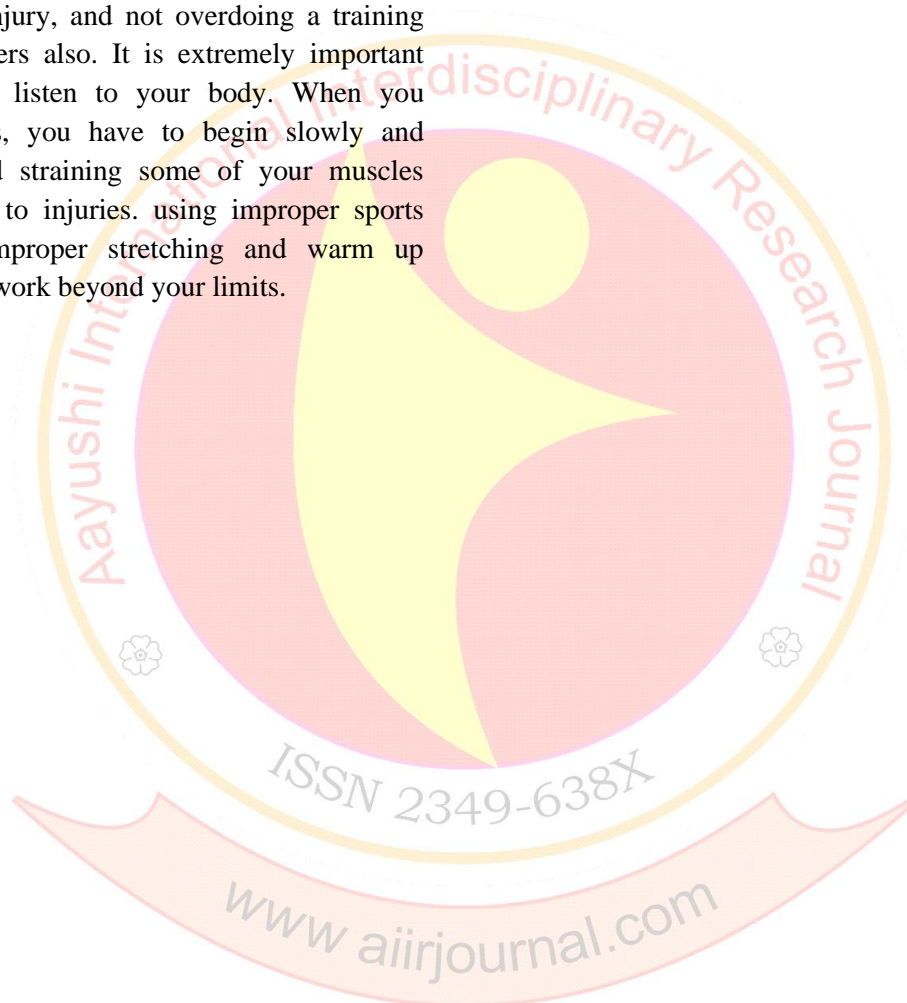 njury, and not overdoing a training
ers also. It is extremely important
listen to your body. When you
s, you have to begin slowly and
d straining some of your muscles
to injuries. using improper sports
mproper stretching and warm up
work beyond your limits.
Aayushi International Interdisciplinary Research Journal
ISSN 2349-638X
www aiirjournal.com